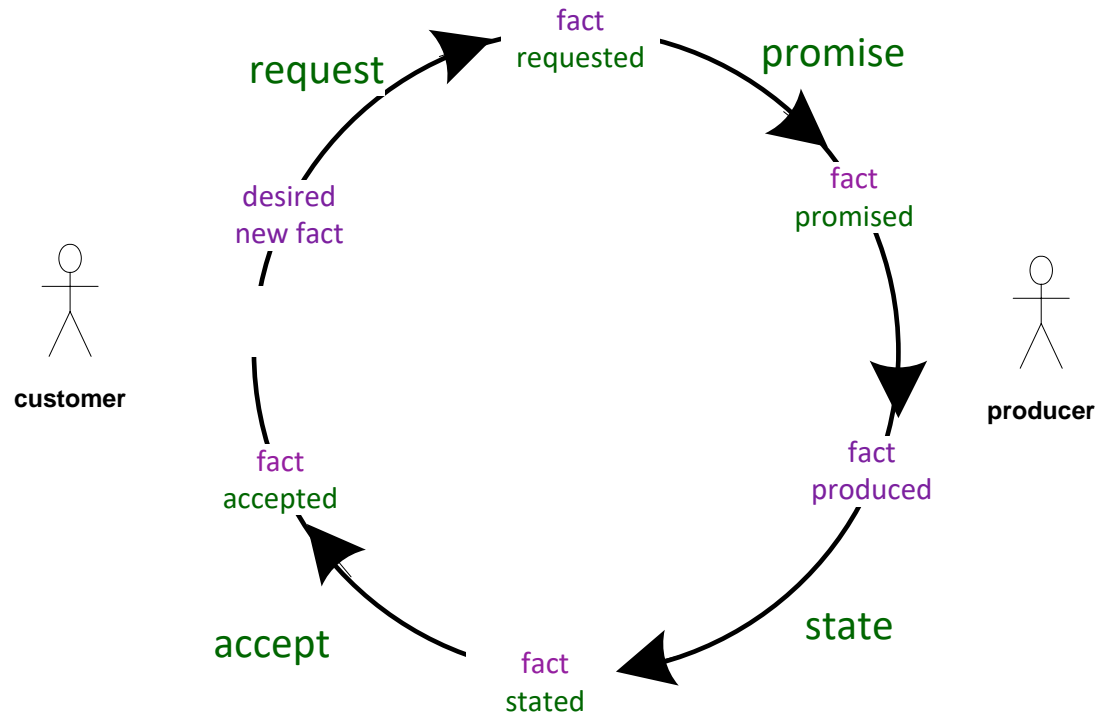 fact
requested
request
promise
desired
new fact
fact
promised
customer
producer
fact
accepted
fact
produced
accept
state
fact
stated